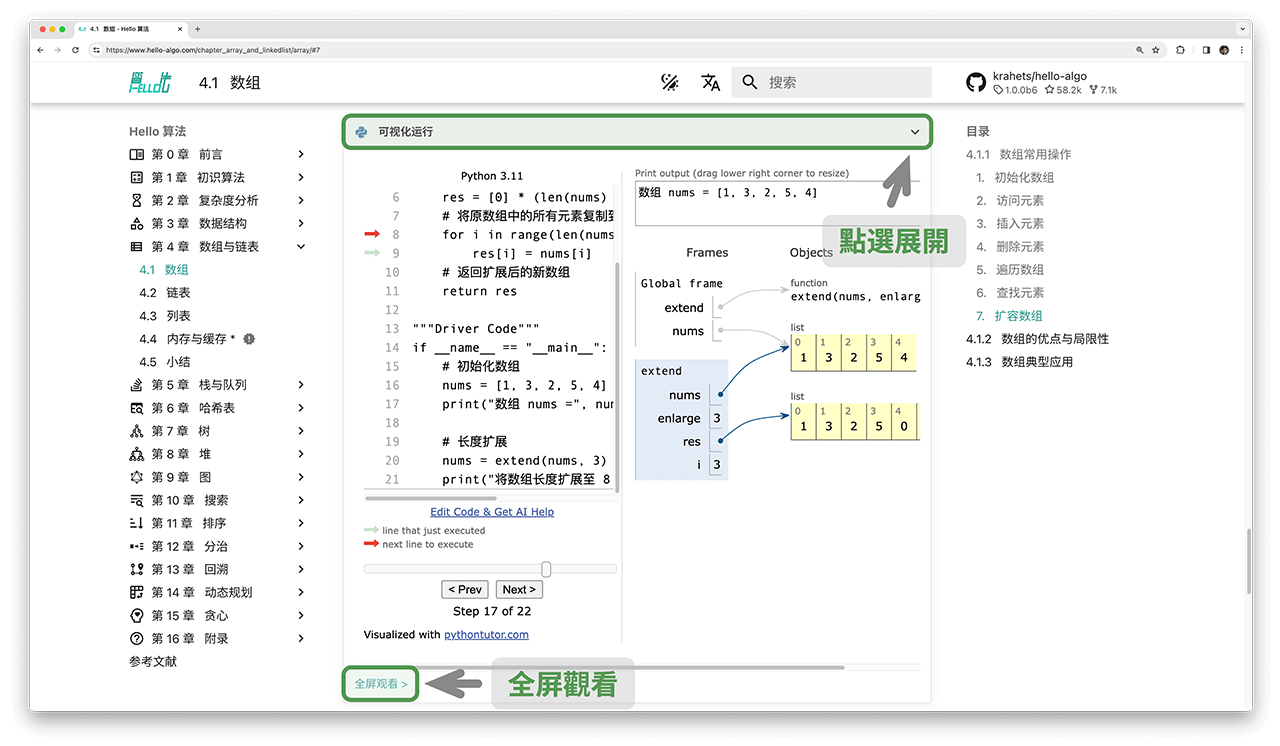 4.1 数组 - Hello 算法
https://www.hello-algo.com/chapter_array_and_linkedlist/array/#7
HELLO
4.1 数组
搜索
krahets/hello-algo
1.0.0b6 58.2k 7.1k
Hello 算法
第 0 章 前言
第 1 章 初识算法
第 2 章 复杂度分析
第 3 章 数据结构
第 4 章 数组与链表
4.1 数组
4.2 链表
4.3 列表
4.4 内存与缓存 *
4.5 小结
第 5 章 栈与队列
第 6 章 哈希表
第 7 章 树
第 8 章 堆
第 9 章 图
第 10 章 搜索
第 11 章 排序
第 12 章 分治
第 13 章 回溯
第 14 章 动态规划
第 15 章 贪心
第 16 章 附录
参考文献
可视化运行
點選展開
Python 3.11
6 res = [0] * (len(nums)
7 # 将原数组中的所有元素复制到
8 for i in range(len(nums
9 res[i] = nums[i]
10 # 返回扩展后的新数组
11 return res
12
13 """Driver Code"""
14 if __name__ == "__main__":
15 # 初始化数组
16 nums = [1, 3, 2, 5, 4]
17 print("数组 nums =", num
18
19 # 长度扩展
20 nums = extend(nums, 3)
21 print("将数组长度扩展至 8
Edit Code & Get AI Help
line that just executed
next line to execute
< Prev Next >
Step 17 of 22
Visualized with pythontutor.com
Print output (drag lower right corner to resize)
数组 nums = [1, 3, 2, 5, 4]
Frames Objects
Global frame
extend
nums
function
extend(nums, enlarg
list
0 1 2 3 4
1 3 2 5 4
extend
nums
enlarge 3
res
i 3
list
0 1 2 3 4
1 3 2 5 0
全屏观看 >
全屏觀看
目录
4.1.1 数组常用操作
1. 初始化数组
2. 访问元素
3. 插入元素
4. 删除元素
5. 遍历数组
6. 查找元素
7. 扩容数组
4.1.2 数组的优点与局限性
4.1.3 数组典型应用